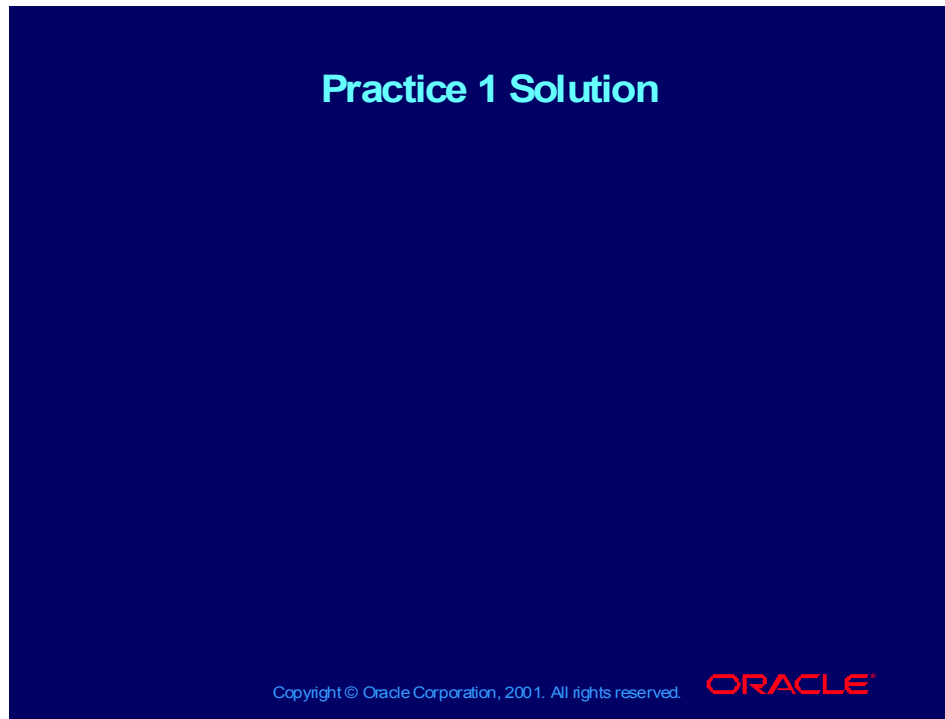 Practice 1 Solution
Copyright © Oracle Corporation, 2001. All rights reserved.
ORACLE®